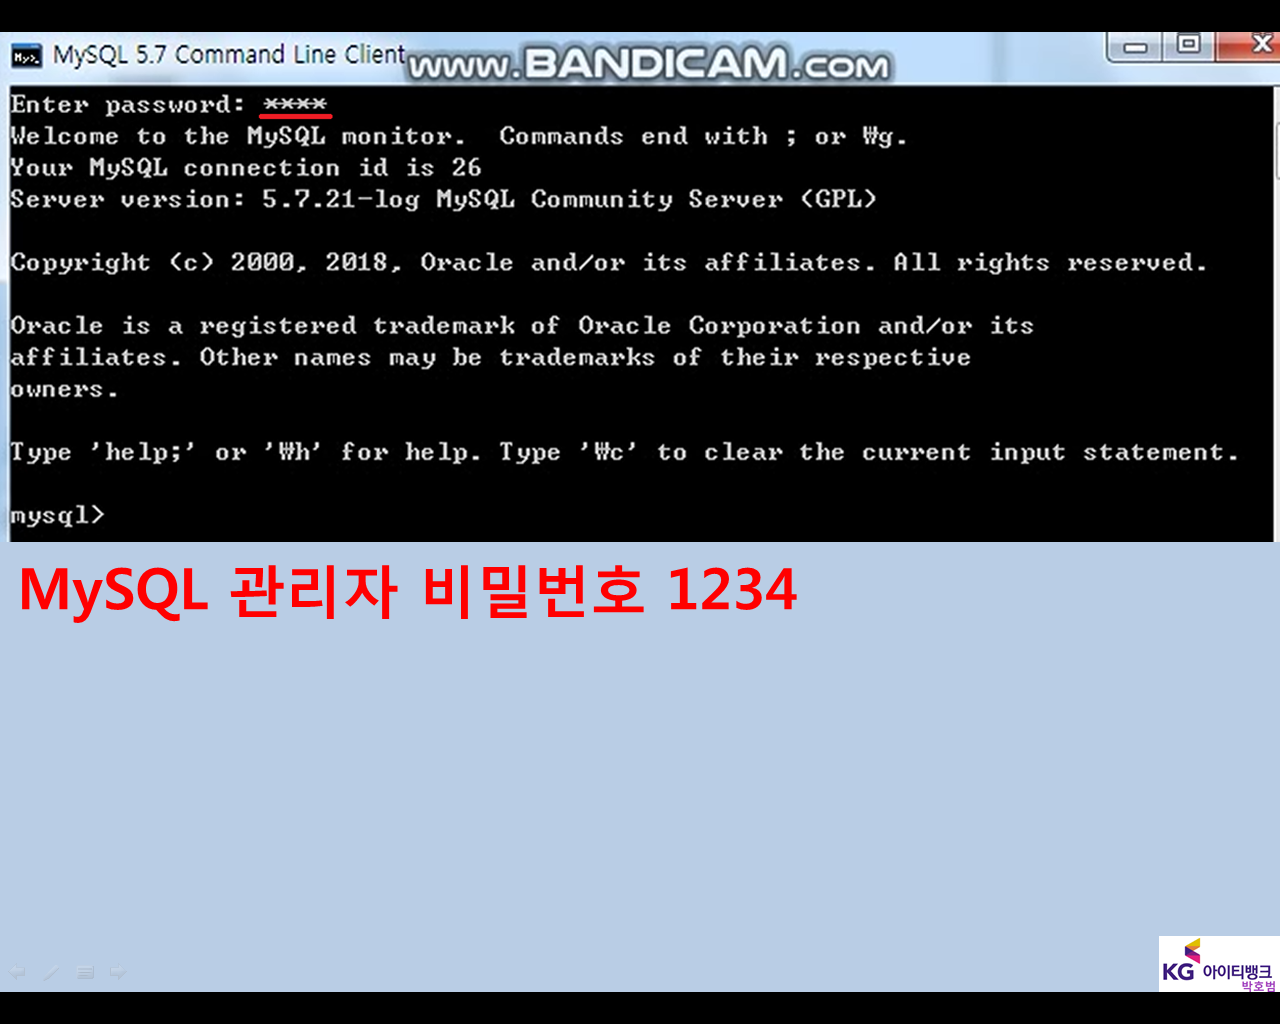 MySQL 5.7 Command Line Client
www.BANDICAM.com
Enter password: ****
Welcome to the MySQL monitor.  Commands end with ; or ₩g.
Your MySQL connection id is 26
Server version: 5.7.21-log MySQL Community Server (GPL)
Copyright (c) 2000, 2018, Oracle and/or its affiliates. All rights reserved.
Oracle is a registered trademark of Oracle Corporation and/or its
affiliates. Other names may be trademarks of their respective
owners.
Type 'help;' or '₩h' for help. Type '₩c' to clear the current input statement.
mysql>
MySQL 관리자 비밀번호 1234
KG 아이티뱅크
박호범